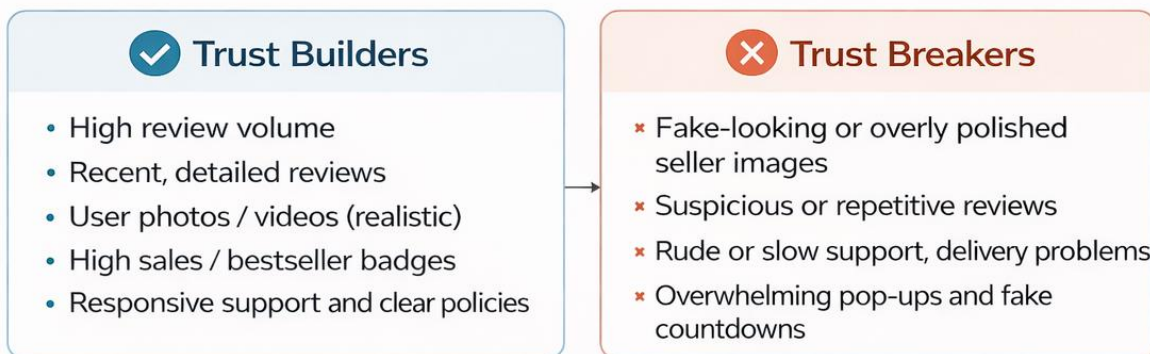 Trust Builders
High review volume
Recent, detailed reviews
User photos / videos (realistic)
High sales / bestseller badges
Responsive support and clear policies
Trust Breakers
Fake-looking or overly polished
seller images
Suspicious or repetitive reviews
Rude or slow support, delivery problems
Overwhelming pop-ups and fake
countdowns